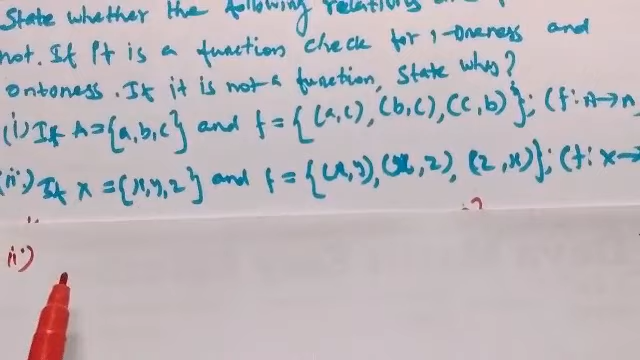 State whether the following relations
not. If it is a function check for 1-oneness and
ontoness. If it is not a function, State why?
(i) If A={a,b,c} and f={(a,c),(b,c),(c,b)}; (f:A→A
(ii) If X={x,y,z} and f={(x,y),(x,z),(z,x)}; (f:X→
ii)